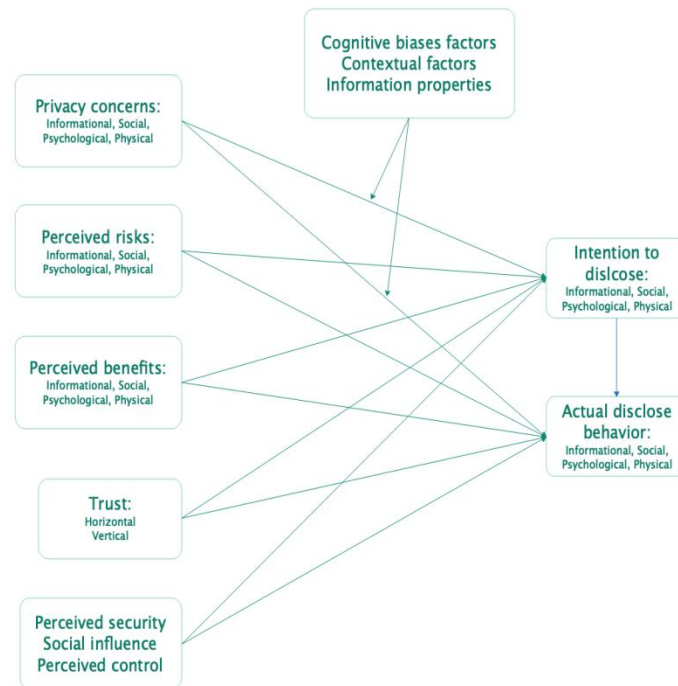 Cognitive biases factors
Contextual factors
Information properties
Privacy concerns:
Informational, Social,
Psychological, Physical
Perceived risks:
Informational, Social,
Psychological, Physical
Perceived benefits:
Informational, Social,
Psychological, Physical
Trust:
Horizontal
Vertical
Perceived security
Social influence
Perceived control
Intention to
dislcose:
Informational, Social,
Psychological, Physical
Actual disclose
behavior:
Informational, Social,
Psychological, Physical